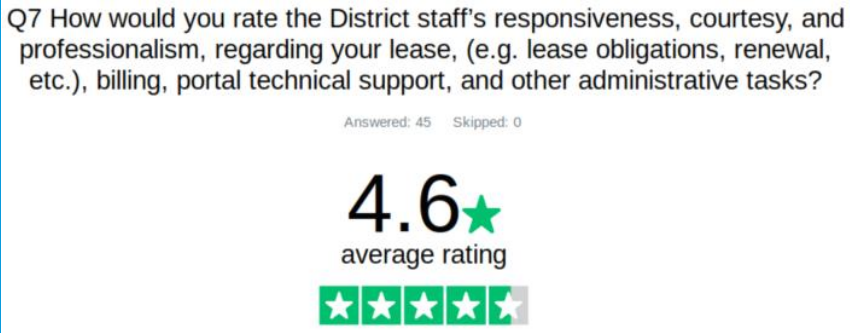 Q7 How would you rate the District staff's responsiveness, courtesy, and
professionalism, regarding your lease, (e.g. lease obligations, renewal,
etc.), billing, portal technical support, and other administrative tasks?
Answered: 45 Skipped: 0
4.6
average rating